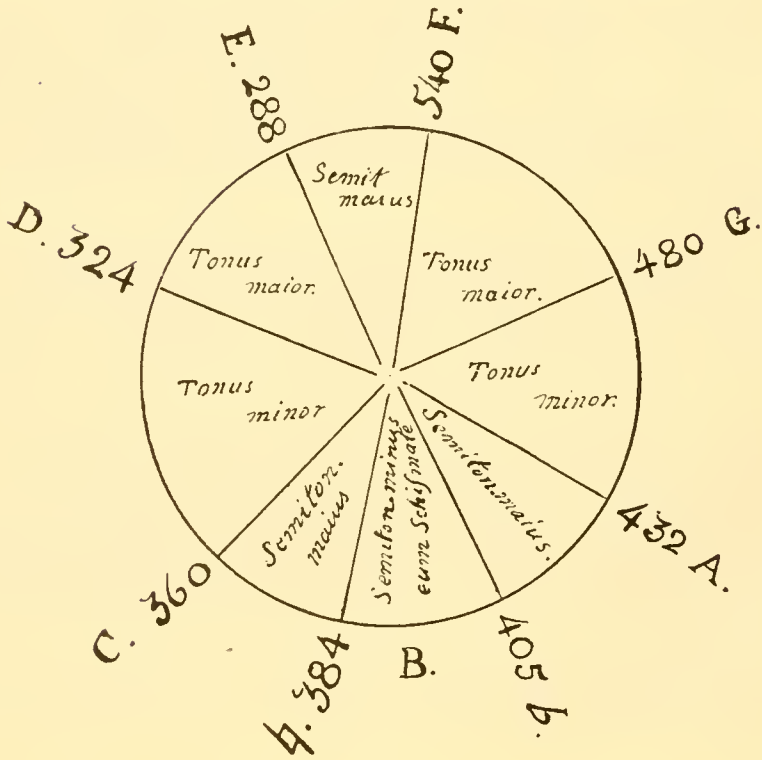 E. 288
540 F.
480 G.
432 A.
405 q.
B.
♮. 384
C. 360
D. 324
Semit
maius
Tonus
maior.
Tonus
minor.
Semiton. maius.
Semiton. minus
cum Schismate
Semiton.
maius
Tonus
minor
Tonus
maior.